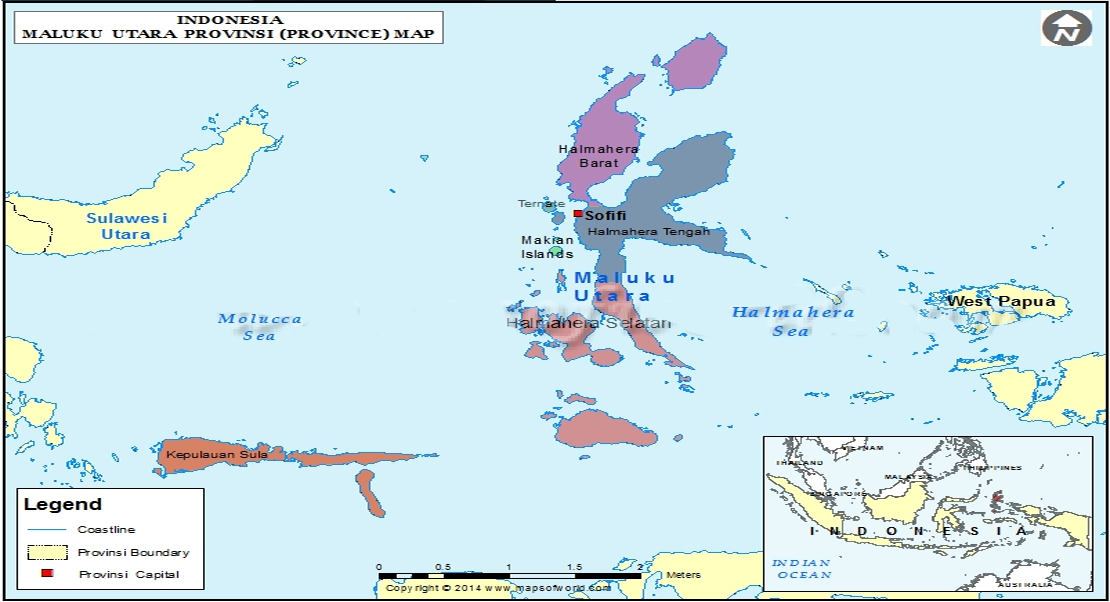 INDONESIA
MALUKU UTARA PROVINSI (PROVINCE) MAP
N
Halmahera
Barat
Ternate
Sofifi
Halmahera Tengah
Makian
Islands
Sulawesi
Utara
Maluku
Utara
West Papua
Molucca
Sea
Halmahera
Sea
Halmahera Selatan
Kepulauan Sula
Legend
Coastline
Provinsi Boundary
Provinsi Capital
0 0.5 1 1.5 2
Meters
Copyright © 2014 www.mapsofworld.com
VIETNAM
THAILAND
PHILIPPINES
MALAYSIA
SINGAPORE
INDONESIA
INDIAN
OCEAN
AUSTRALIA